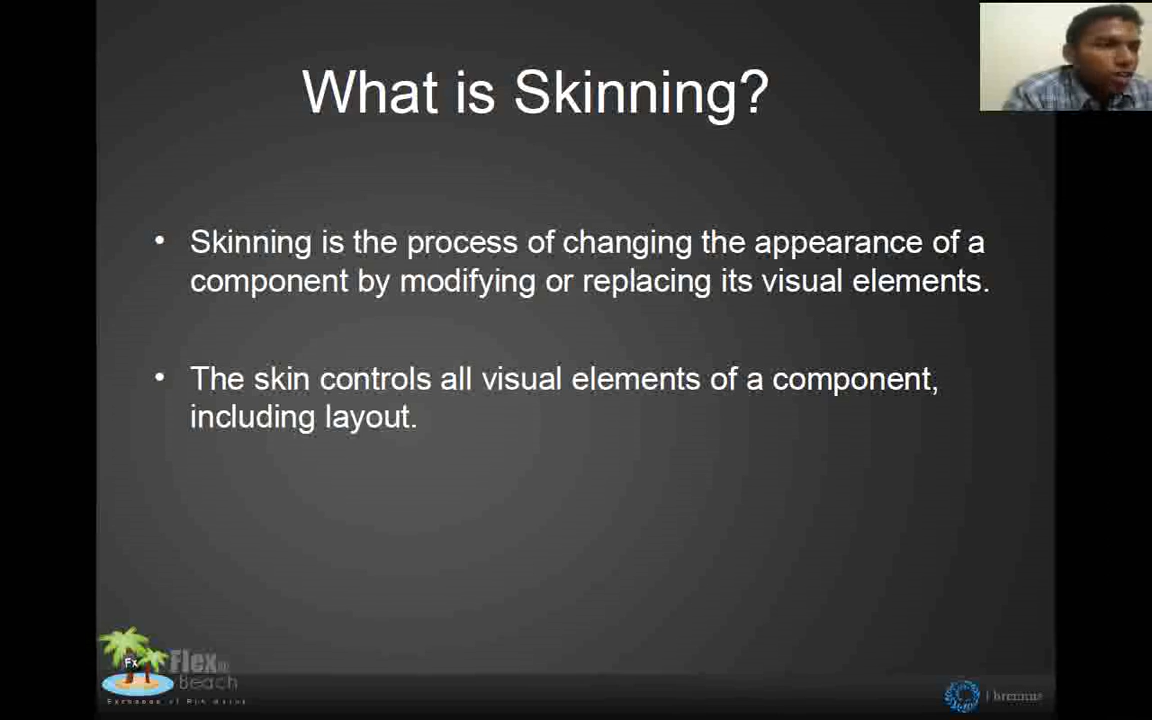 What is Skinning?
• Skinning is the process of changing the appearance of a
component by modifying or replacing its visual elements.
• The skin controls all visual elements of a component,
including layout.
Fx
Flex
Beach